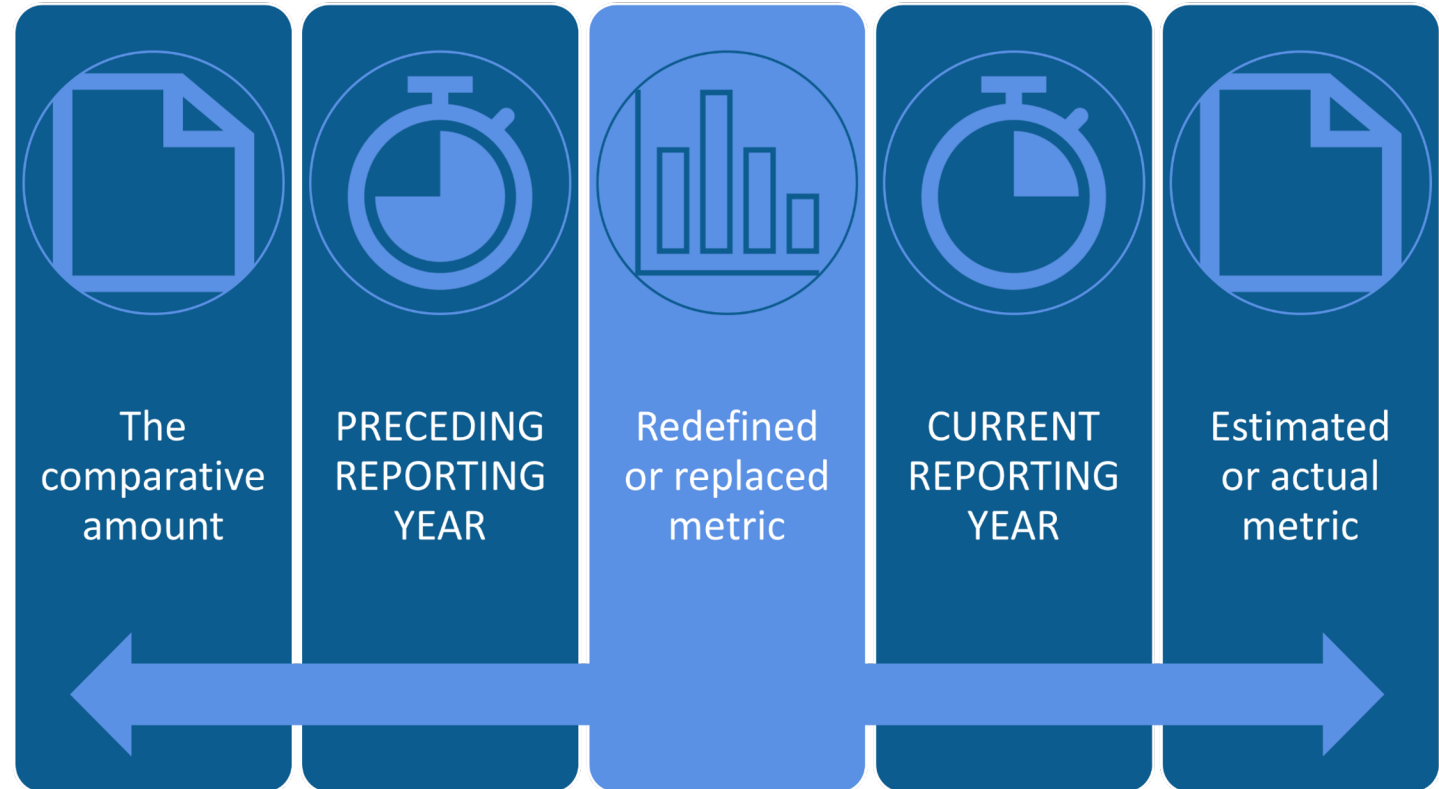 The
comparative
amount
PRECEDING
REPORTING
YEAR
Redefined
or replaced
metric
CURRENT
REPORTING
YEAR
Estimated
or actual
metric